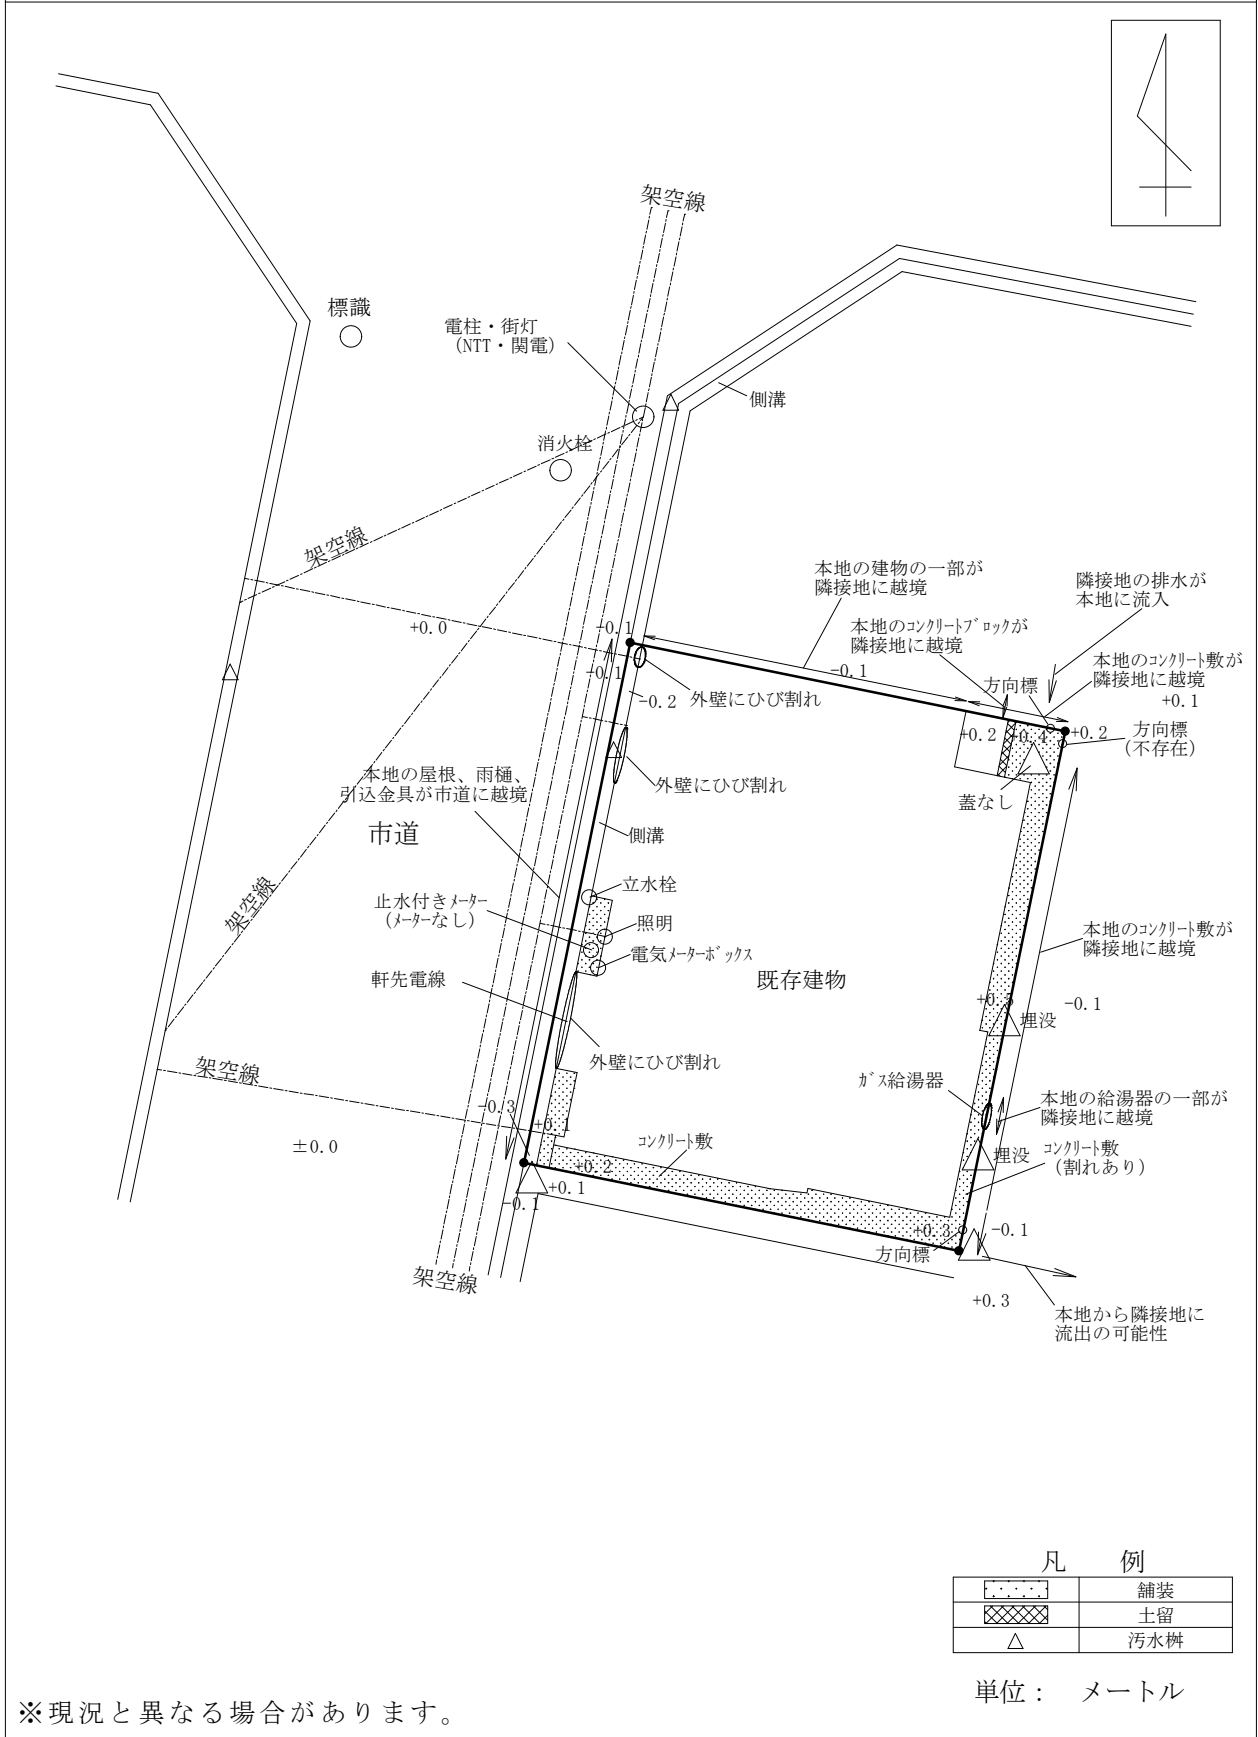 架空線
標識
電柱・街灯
（NTT・関電）
側溝
消火栓
架空線
本地の建物の一部が
隣接地に越境
隣接地の排水が
本地に流入
本地のｺﾝｸﾘｰﾄﾌﾞﾛｯｸが
隣接地に越境
本地のｺﾝｸﾘｰﾄ敷が
隣接地に越境
+0.0
-0.1
-0.1
-0.1
方向標
+0.1
-0.2
外壁にひび割れ
+0.2
-0.4
+0.2
方向標
（不存在）
本地の屋根、雨樋、
引込金具が市道に越境
外壁にひび割れ
蓋なし
市道
側溝
架空線
立水栓
止水付きﾒｰﾀｰ
（ﾒｰﾀｰなし）
照明
電気ﾒｰﾀｰﾎﾞｯｸｽ
本地のｺﾝｸﾘｰﾄ敷が
隣接地に越境
軒先電線
既存建物
-0.1
埋没
外壁にひび割れ
架空線
ｶﾞｽ給湯器
本地の給湯器の一部が
隣接地に越境
-0.3
+0.1
±0.0
ｺﾝｸﾘｰﾄ敷
埋没
ｺﾝｸﾘｰﾄ敷
（割れあり）
+0.2
+0.1
-0.1
+0.3
-0.1
方向標
架空線
+0.3
本地から隣接地に
流出の可能性
凡　例
舗装
土留
汚水桝
単位：　メートル
※現況と異なる場合があります。